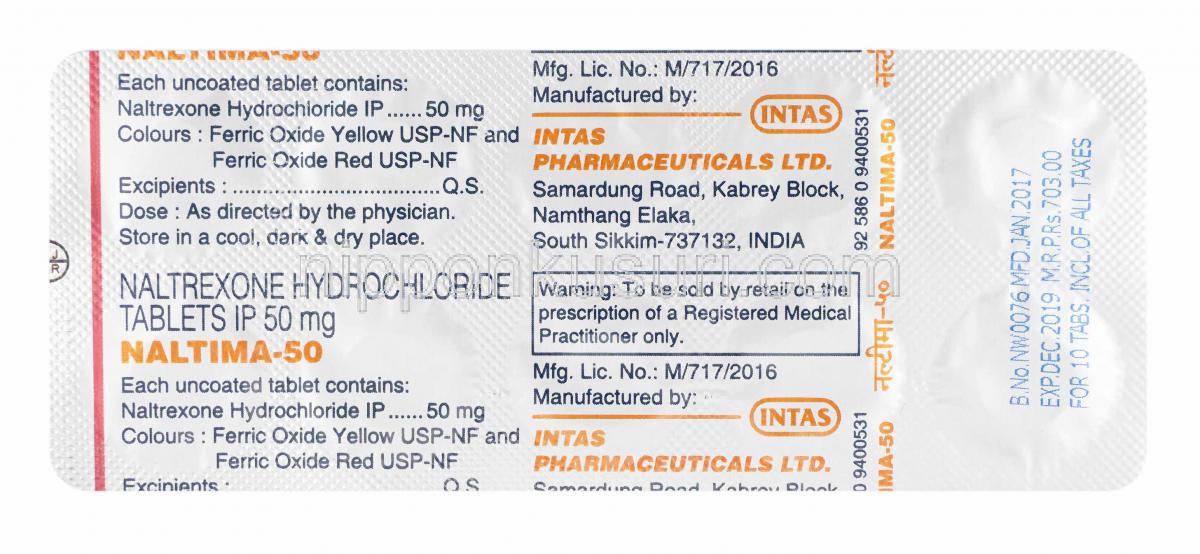 NALTIMA-50
Each uncoated tablet contains:
Naltrexone Hydrochloride IP ...... 50 mg
Colours : Ferric Oxide Yellow USP-NF and
Ferric Oxide Red USP-NF
Excipients : ....................................Q.S.
Dose : As directed by the physician.
Store in a cool, dark & dry place.
NALTREXONE HYDROCHLORIDE
TABLETS IP 50 mg
NALTIMA-50
Each uncoated tablet contains:
Naltrexone Hydrochloride IP ...... 50 mg
Colours : Ferric Oxide Yellow USP-NF and
Ferric Oxide Red USP-NF
Excipients : Q.S.
Mfg. Lic. No.: M/717/2016
Manufactured by:
INTAS
INTAS
PHARMACEUTICALS LTD.
Samardung Road, Kabrey Block,
Namthang Elaka,
South Sikkim-737132, INDIA
Warning: To be sold by retail on the
prescription of a Registered Medical
Practitioner only.
Mfg. Lic. No.: M/717/2016
Manufactured by:
INTAS
INTAS
PHARMACEUTICALS LTD.
Samardung Road, Kabrey Block
92 586 0 9400531
0 9400531
NALTIMA-50
नल्टीमा-५०
IMA-50
B.No.NW0076 MFD.JAN.2017
EXP.DEC.2019 M.R.P.Rs.703.00
FOR 10 TABS. INCL.OF ALL TAXES
nipponkusuri.com